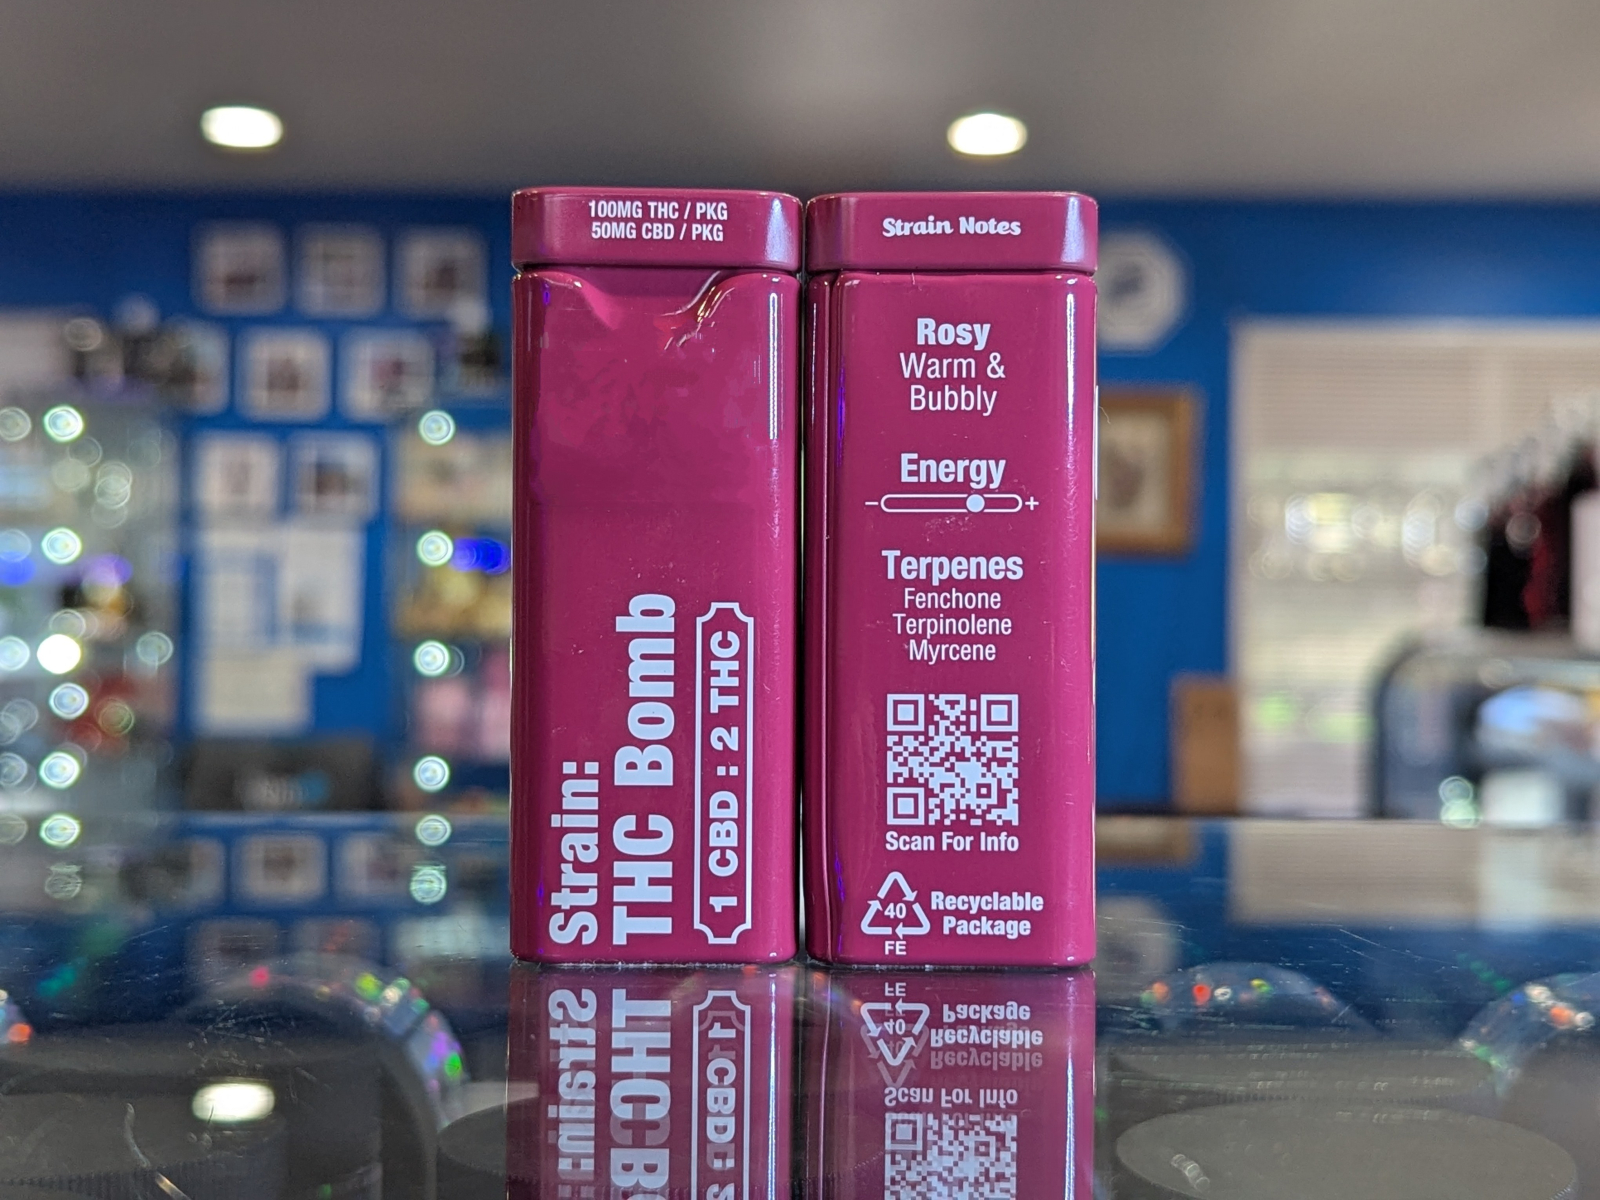 100MG THC / PKG
50MG CBD / PKG
Strain:
THC Bomb
1 CBD : 2 THC
Strain Notes
Rosy
Warm &
Bubbly
Energy
- +
Terpenes
Fenchone
Terpinolene
Myrcene
Scan For Info
40
FE
Recyclable
Package